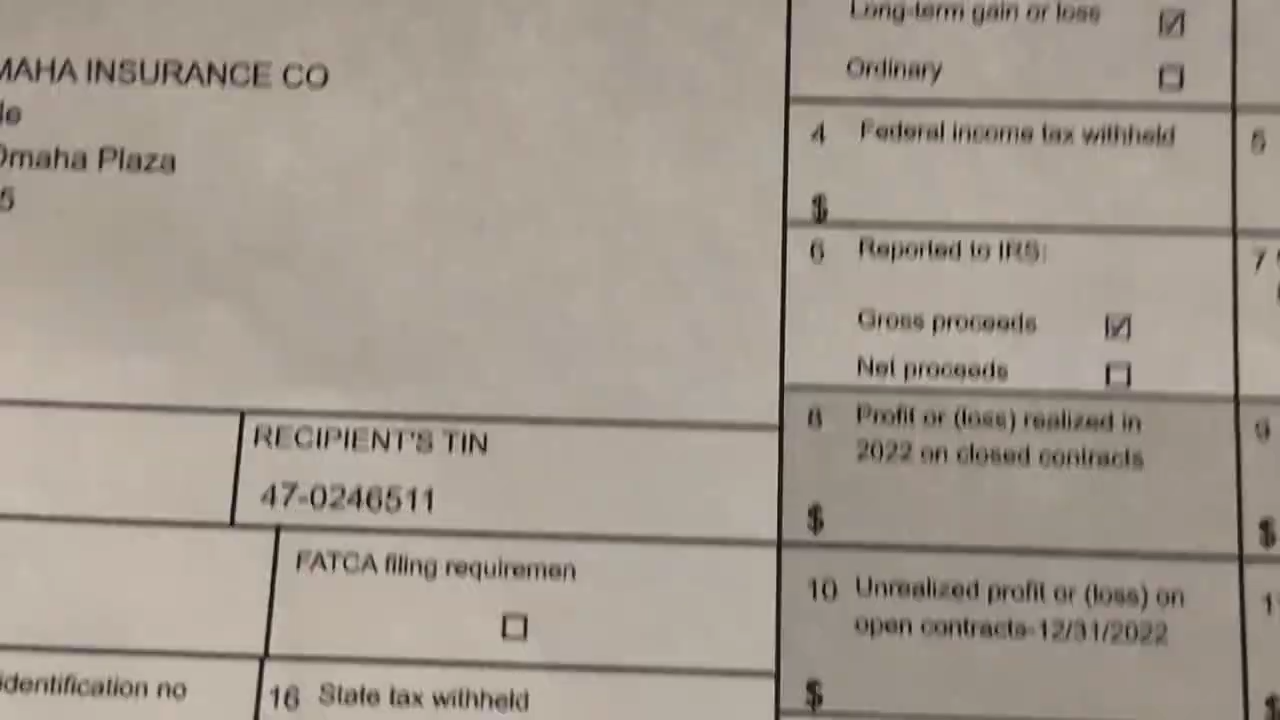 MAHA INSURANCE CO
Omaha Plaza
5
RECIPIENT'S TIN
47-0246511
FATCA filing requiremen
identification no
16 State tax withheld
Long-term gain or loss
Ordinary
4 Federal income tax withheld
$
6 Reported to IRS:
Gross proceeds
Net proceeds
8 Profit or (loss) realized in
2022 on closed contracts
$
10 Unrealized profit or (loss) on
open contracts-12/31/2022
$
5
7
9
$